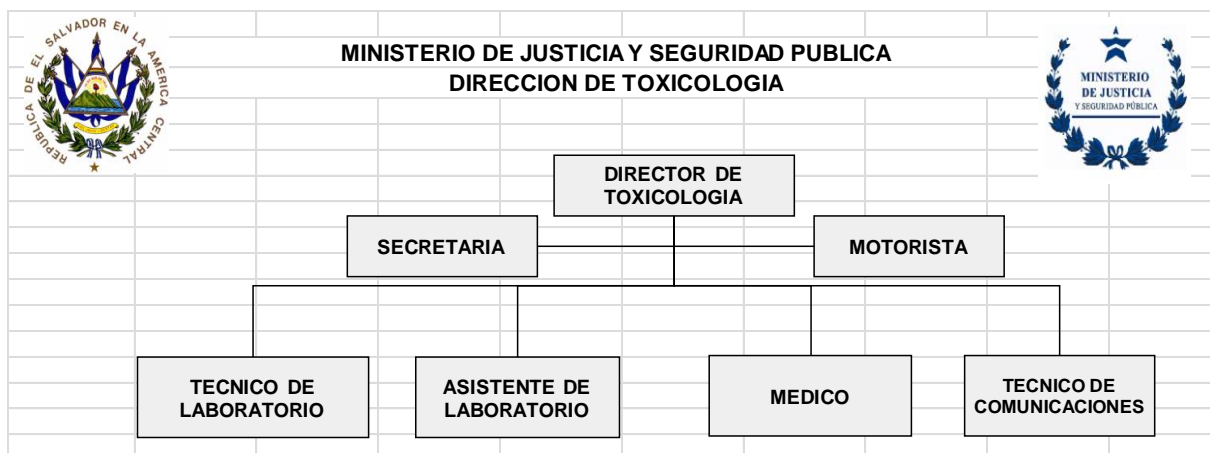 REPUBLICA DE EL SALVADOR EN LA AMERICA CENTRAL
MINISTERIO DE JUSTICIA Y SEGURIDAD PUBLICA
DIRECCION DE TOXICOLOGIA
MINISTERIO
DE JUSTICIA
Y SEGURIDAD PÚBLICA
DIRECTOR DE
TOXICOLOGIA
SECRETARIA
MOTORISTA
TECNICO DE
LABORATORIO
ASISTENTE DE
LABORATORIO
MEDICO
TECNICO DE
COMUNICACIONES